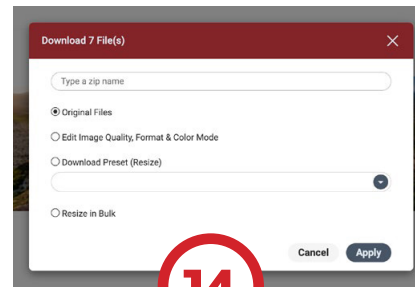 Download 7 File(s)
Type a zip name
Original Files
Edit Image Quality, Format & Color Mode
Download Preset (Resize)
Resize in Bulk
Cancel Apply
14